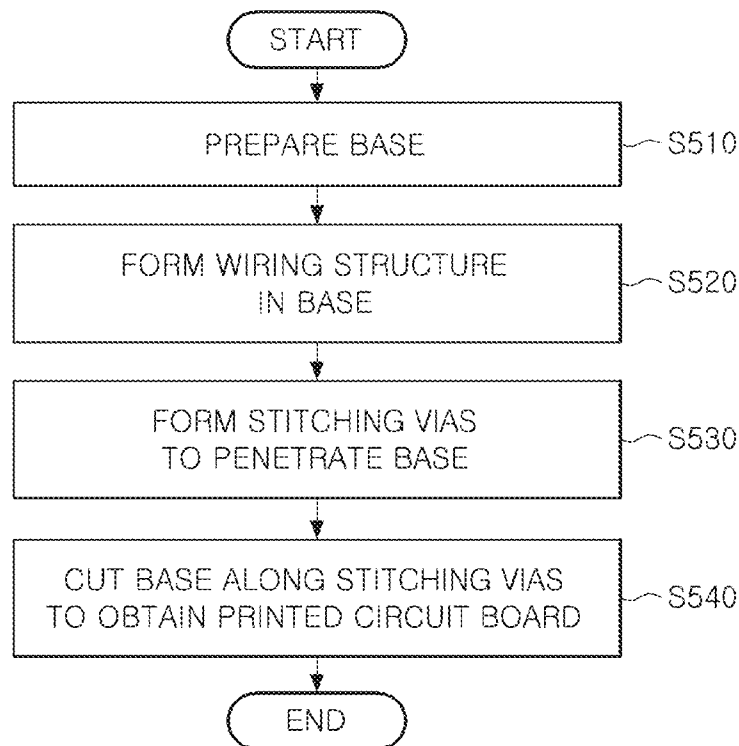 START
PREPARE BASE
S510
FORM WIRING STRUCTURE
IN BASE
S520
FORM STITCHING VIAS
TO PENETRATE BASE
S530
CUT BASE ALONG STITCHING VIAS
TO OBTAIN PRINTED CIRCUIT BOARD
S540
END